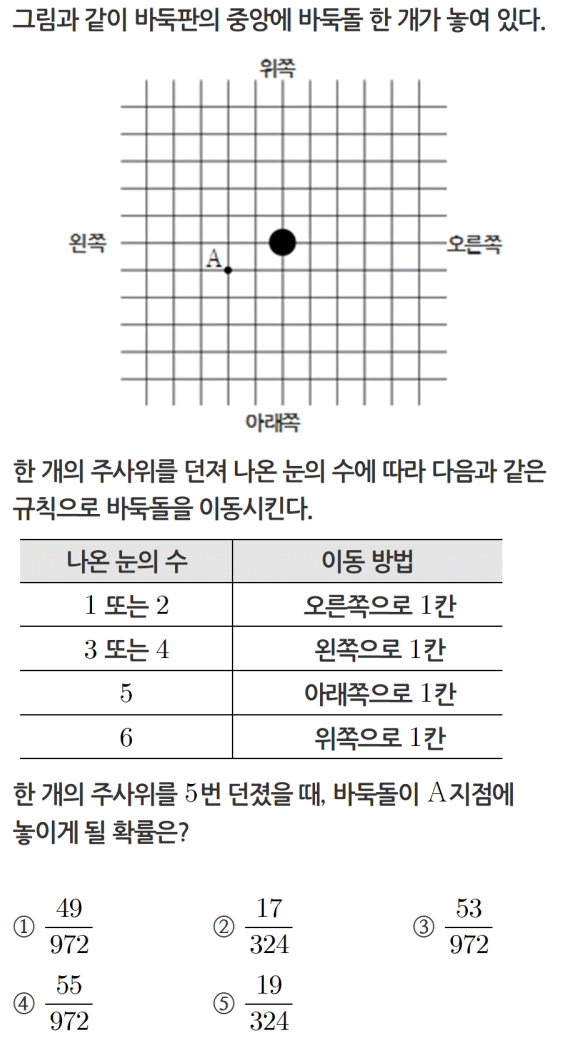 그림과 같이 바둑판의 중앙에 바둑돌 한 개가 놓여 있다.
위쪽
왼쪽
오른쪽
A
아래쪽
한 개의 주사위를 던져 나온 눈의 수에 따라 다음과 같은
규칙으로 바둑돌을 이동시킨다.
나온 눈의 수 이동 방법
1 또는 2 오른쪽으로 1칸
3 또는 4 왼쪽으로 1칸
5 아래쪽으로 1칸
6 위쪽으로 1칸
한 개의 주사위를 5번 던졌을 때, 바둑돌이 A지점에
놓이게 될 확률은?
① 49/972 ② 17/324 ③ 53/972
④ 55/972 ⑤ 19/324